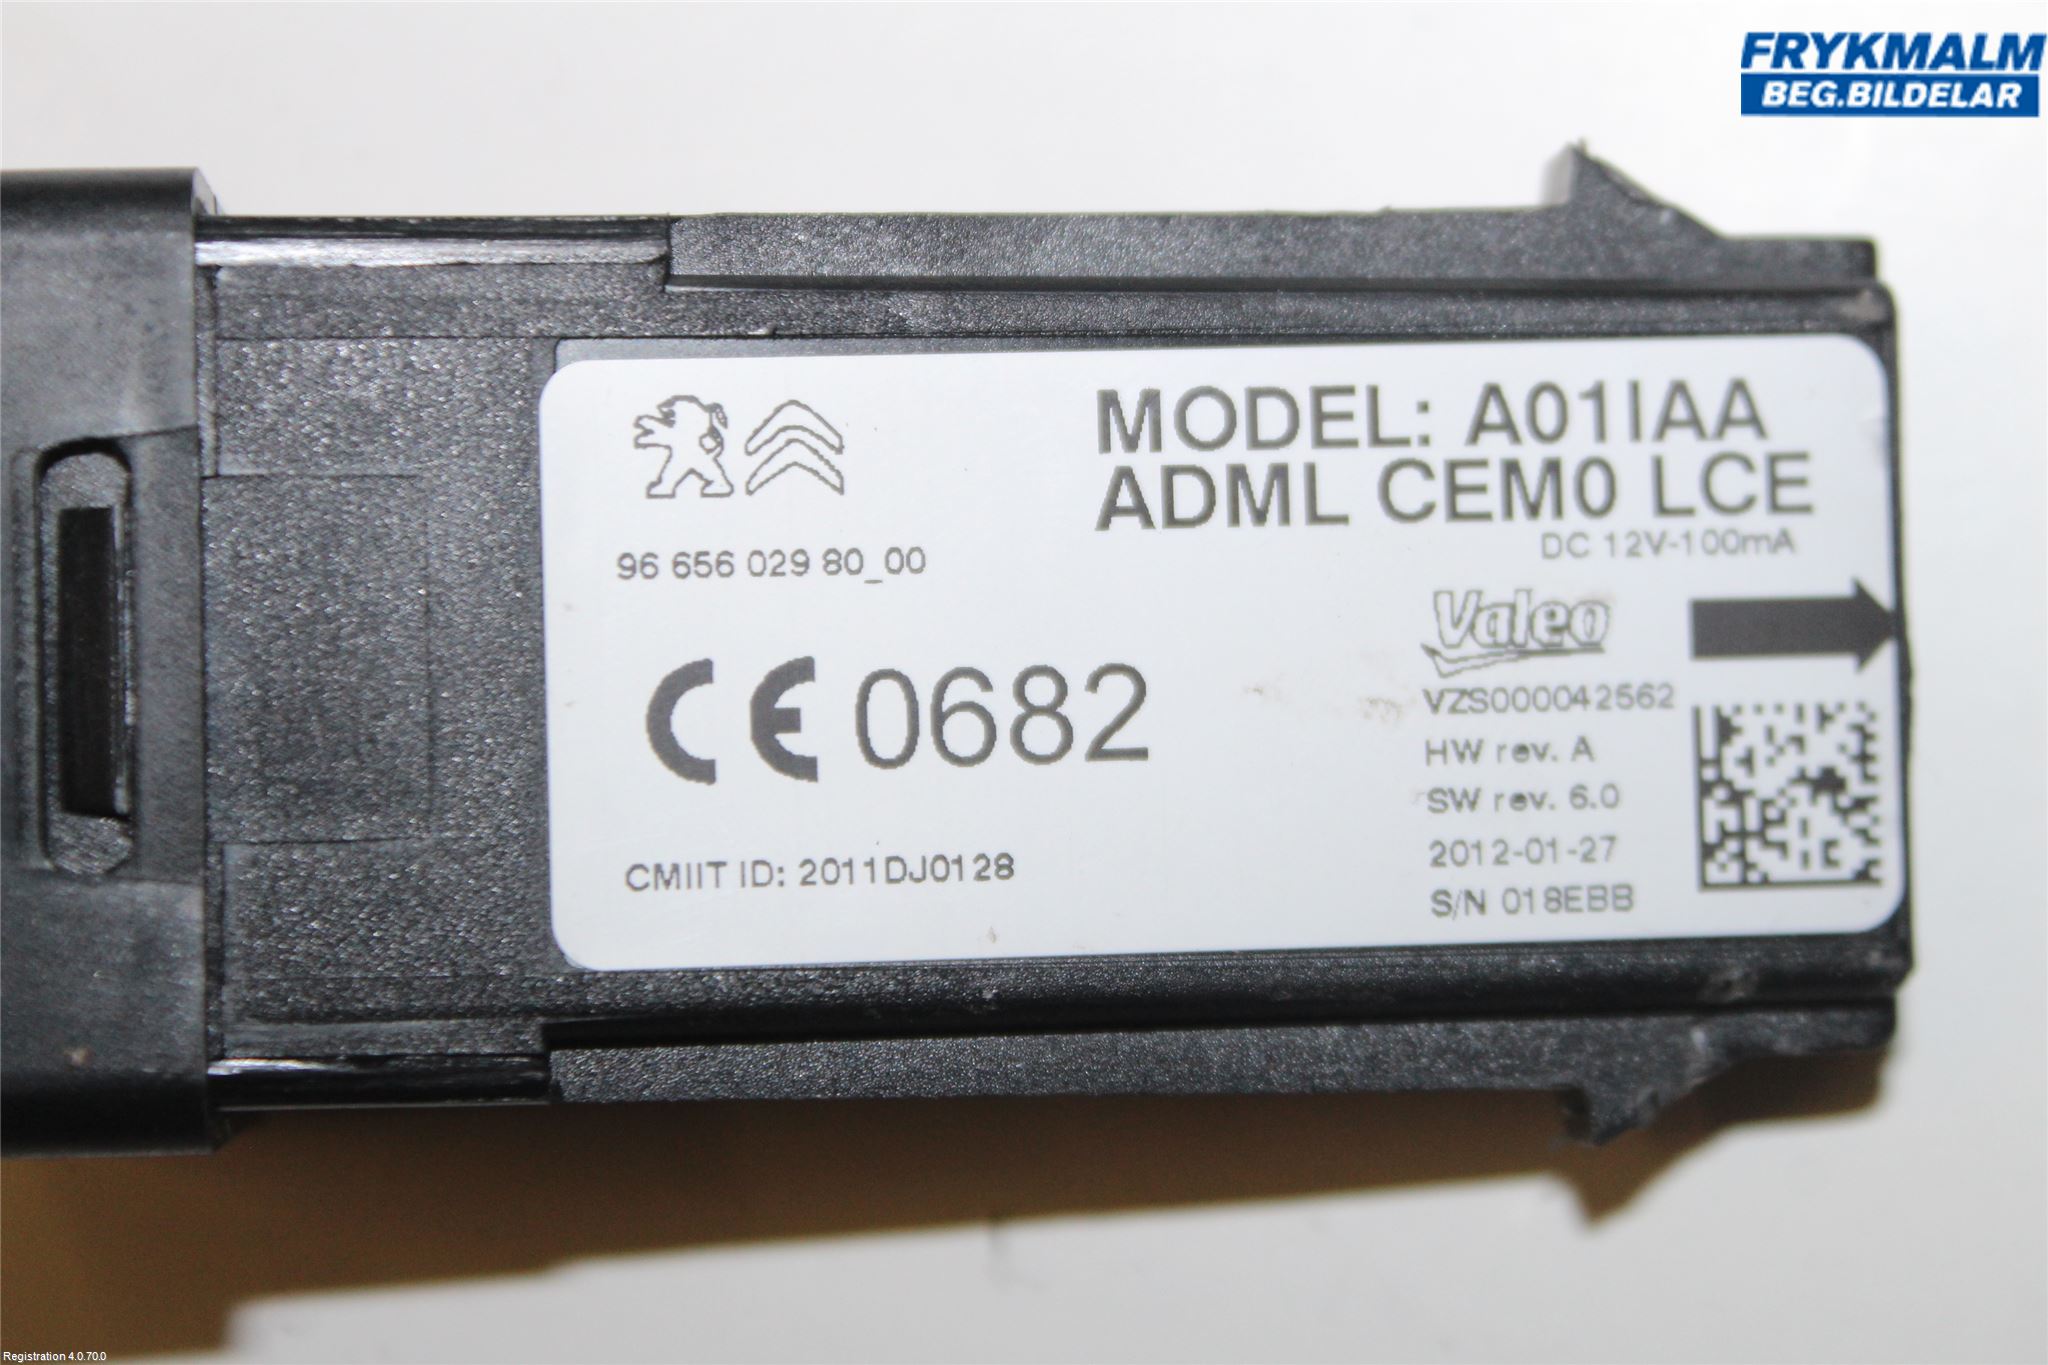 FRYKMALM
BEG.BILDELAR
MODEL: A01IAA
ADML CEM0 LCE
DC 12V-100mA
96 656 029 80_00
Valeo
CE 0682
VZS000042562
HW rev. A
SW rev. 6.0
2012-01-27
S/N 018EBB
CMIIT ID: 2011DJ0128
Registration 4.0.70.0